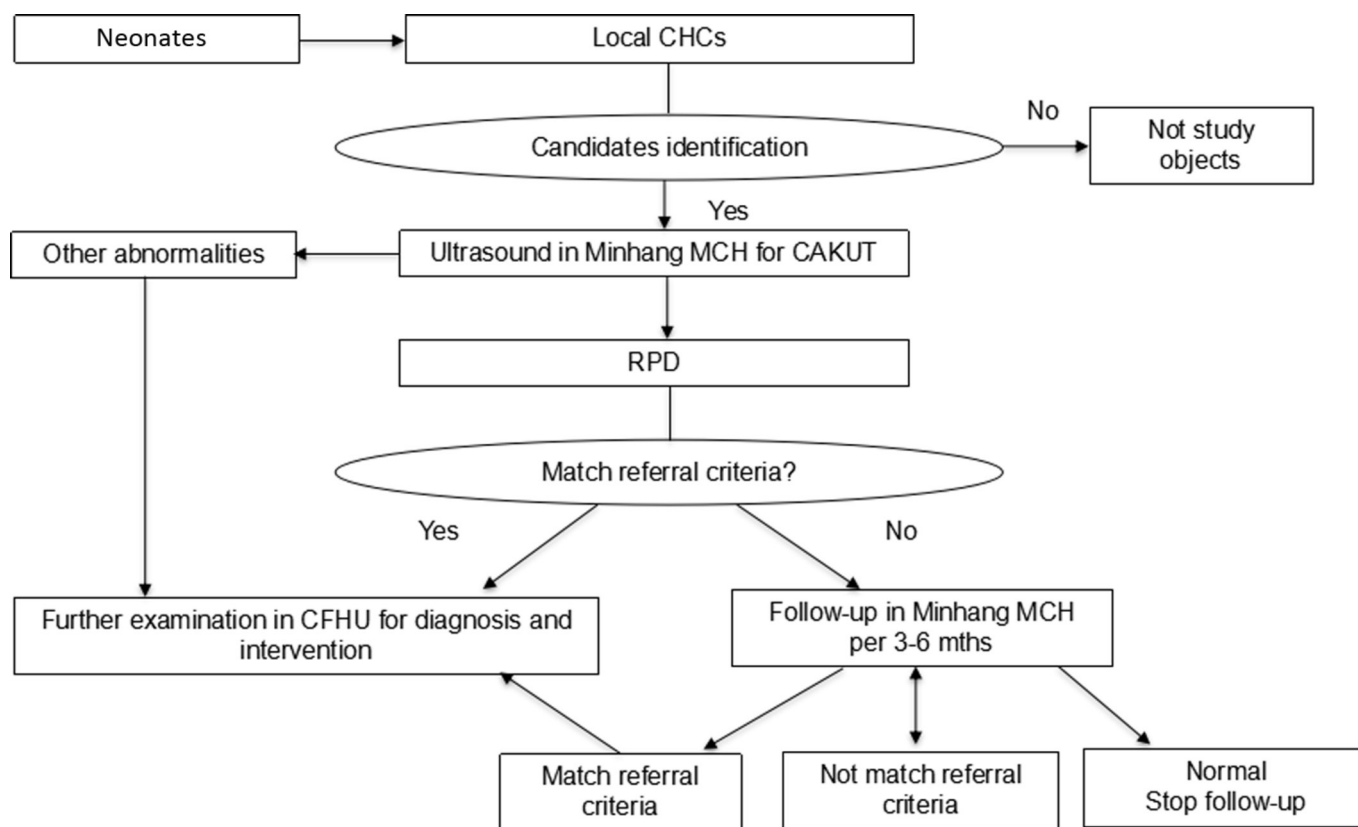 Neonates
Local CHCs
No
Candidates identification
Not study
objects
Yes
Other abnormalities
Ultrasound in Minhang MCH for CAKUT
RPD
Match referral criteria?
Yes
No
Further examination in CFHU for diagnosis and
intervention
Follow-up in Minhang MCH
per 3-6 mths
Match referral
criteria
Not match referral
criteria
Normal
Stop follow-up